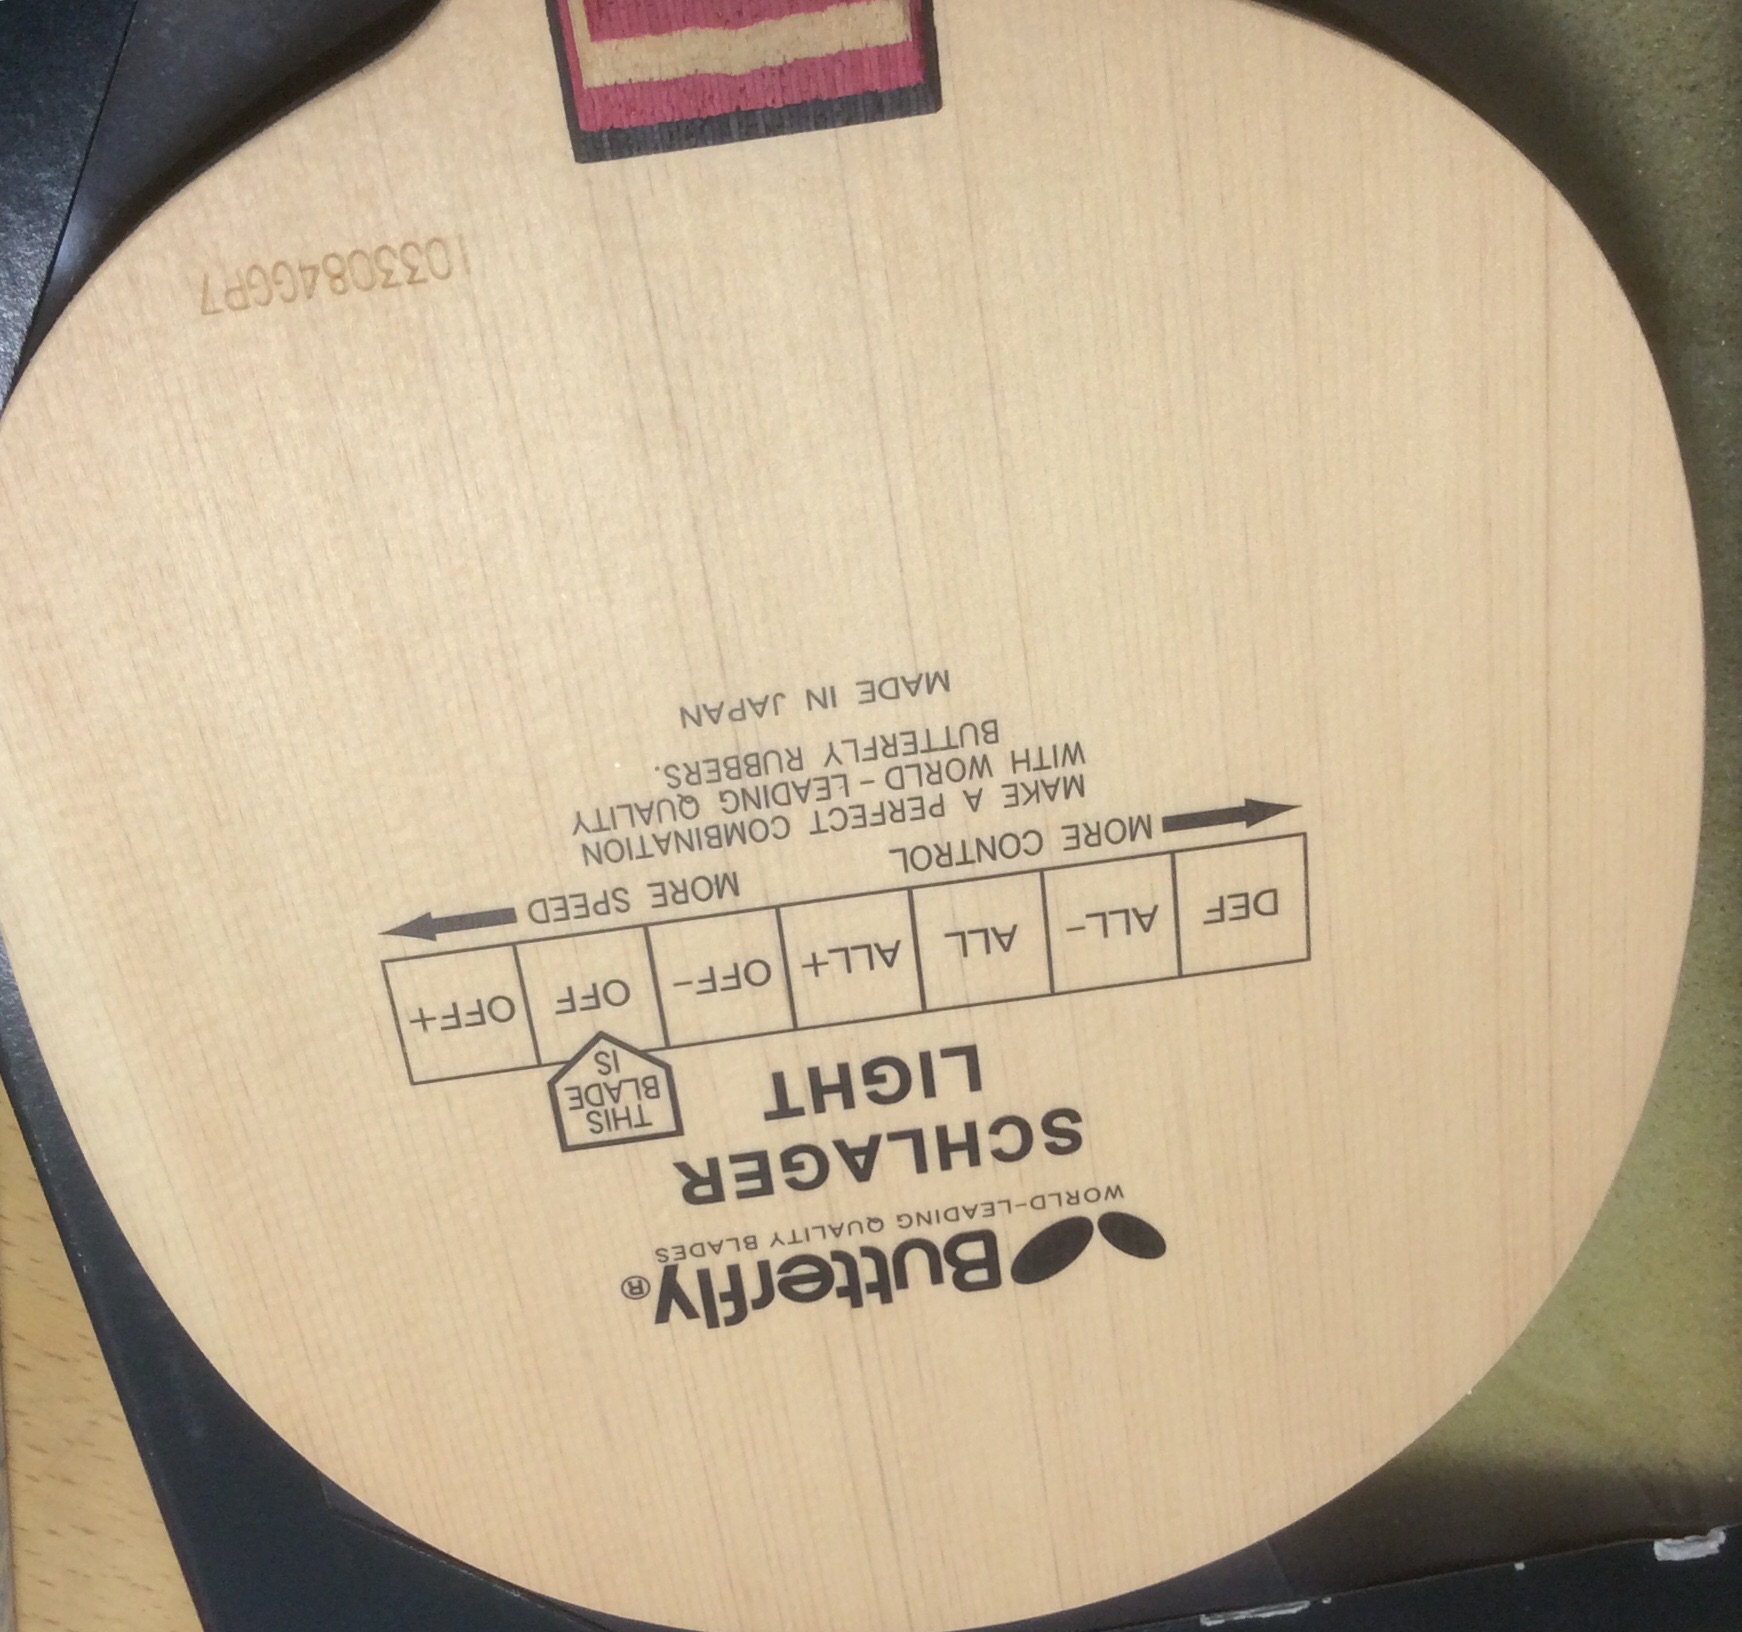 Butterfly®
WORLD-LEADING QUALITY BLADES
SCHLAGER
LIGHT
THIS
BLADE
IS
DEF ALL- ALL ALL+ OFF- OFF OFF+
MORE CONTROL MORE SPEED
MAKE A PERFECT COMBINATION
WITH WORLD-LEADING QUALITY
BUTTERFLY RUBBERS.
MADE IN JAPAN
1033084GGP7